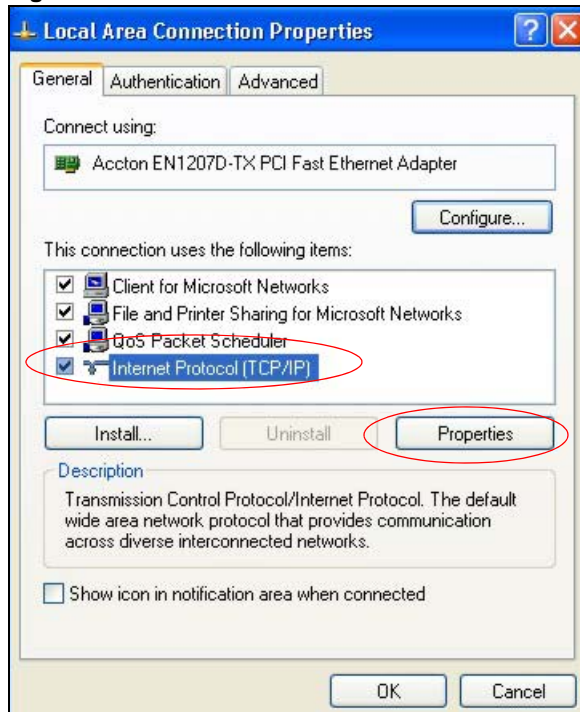 Local Area Connection Properties
General Authentication Advanced
Connect using:
Accton EN1207D-TX PCI Fast Ethernet Adapter
Configure...
This connection uses the following items:
Client for Microsoft Networks
File and Printer Sharing for Microsoft Networks
QoS Packet Scheduler
Internet Protocol (TCP/IP)
Install... Uninstall Properties
Description
Transmission Control Protocol/Internet Protocol. The default
wide area network protocol that provides communication
across diverse interconnected networks.
Show icon in notification area when connected
OK Cancel